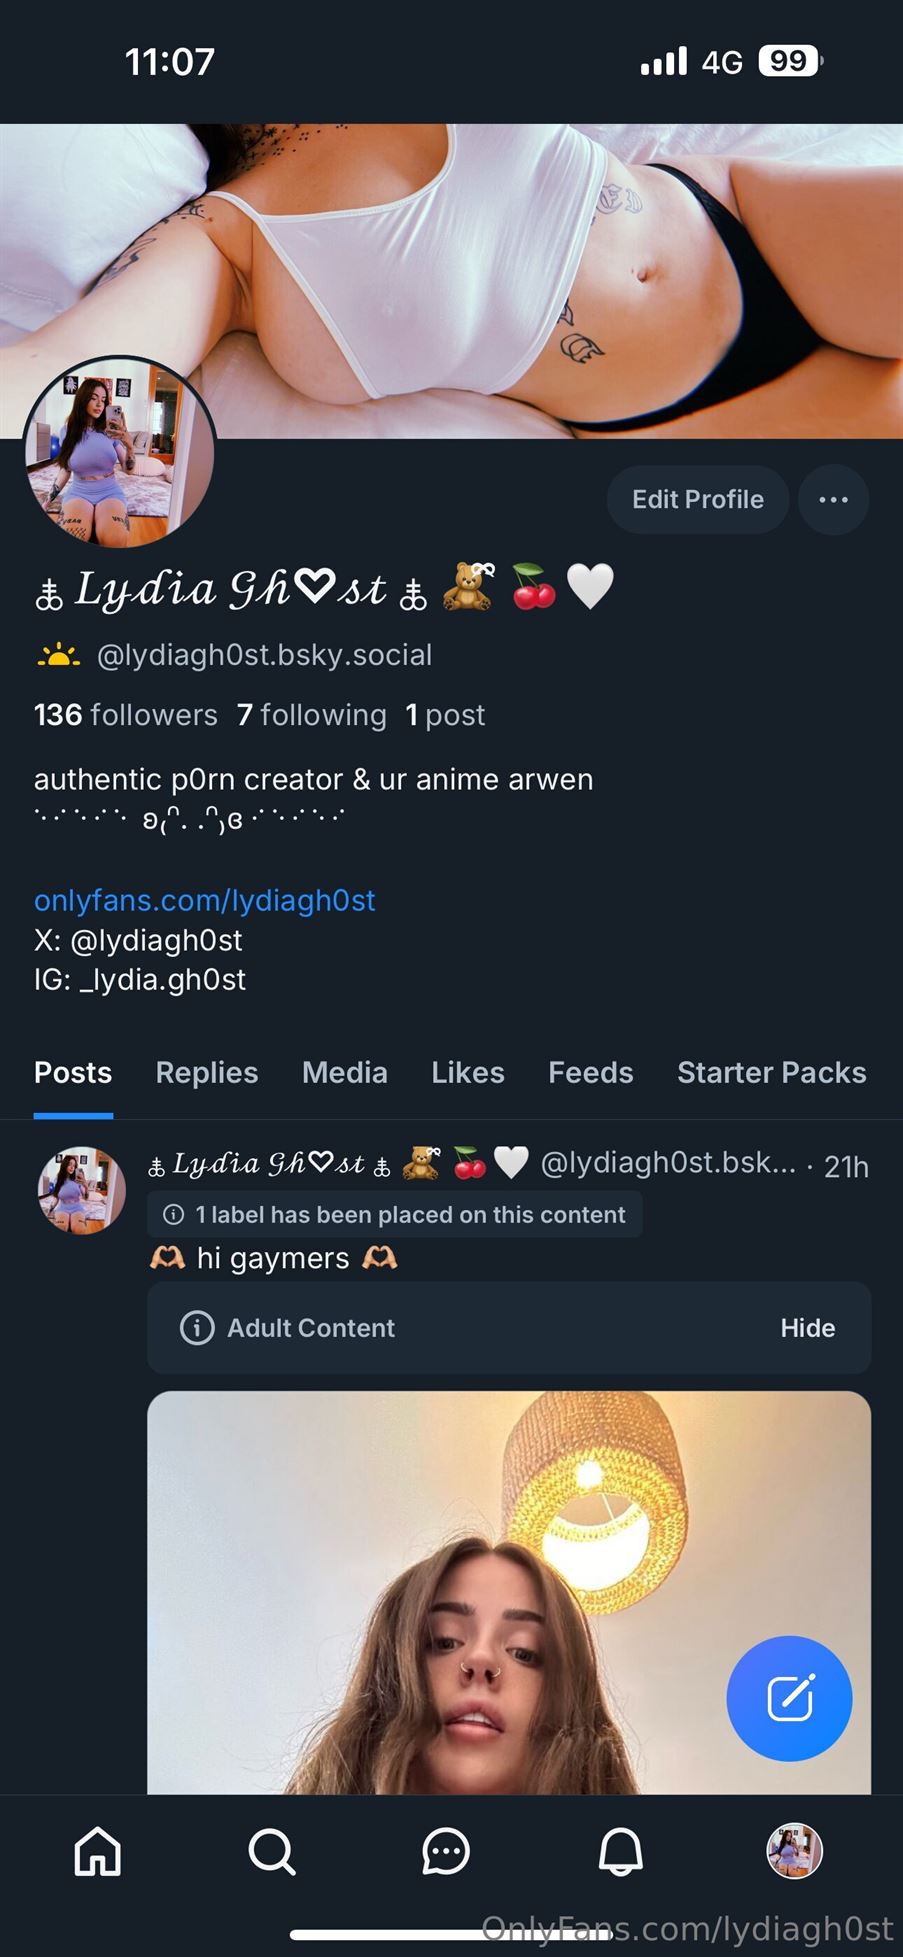 11:07 4G 99
𝓛𝔂𝓭𝓲𝓪 𝓖𝓱♡𝓼𝓽 🧸 🍒 🤍
@lydiagh0st.bsky.social
136 followers 7 following 1 post
authentic p0rn creator & ur anime arwen
onlyfans.com/lydiagh0st
X: @lydiagh0st
IG: _lydia.gh0st
Edit Profile
Posts Replies Media Likes Feeds Starter Packs
𝓛𝔂𝓭𝓲𝓪 𝓖𝓱♡𝓼𝓽 🧸 🍒 🤍 @lydiagh0st.bsk... · 21h
1 label has been placed on this content
🫶🏼 hi gaymers 🫶🏼
Adult Content Hide
OnlyFans.com/lydiagh0st